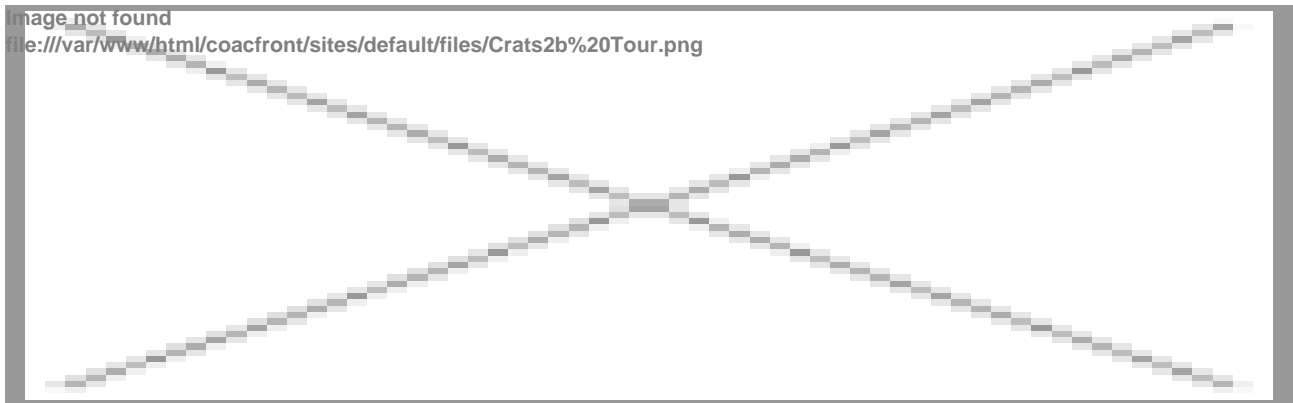 Image not found
file:///var/www/html/coacfront/sites/default/files/Crats2b%20Tour.png